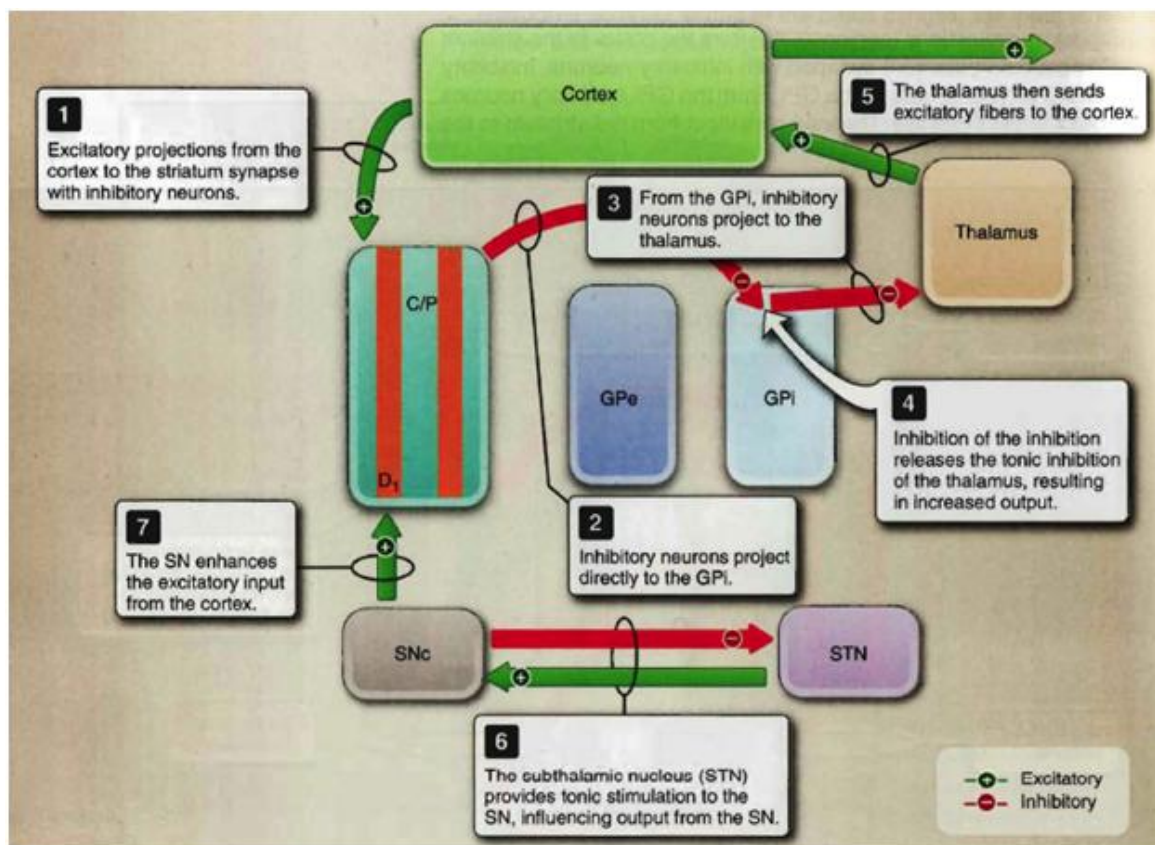 Cortex
1
Excitatory projections from the
cortex to the striatum synapse
with inhibitory neurons.
5
The thalamus then sends
excitatory fibers to the cortex.
3
From the GPi, inhibitory
neurons project to the
thalamus.
Thalamus
C/P
D1
GPe
GPi
4
Inhibition of the inhibition
releases the tonic inhibition
of the thalamus, resulting
in increased output.
7
The SN enhances
the excitatory input
from the cortex.
2
Inhibitory neurons project
directly to the GPi.
SNc
STN
6
The subthalamic nucleus (STN)
provides tonic stimulation to the
SN, influencing output from the SN.
Excitatory
Inhibitory